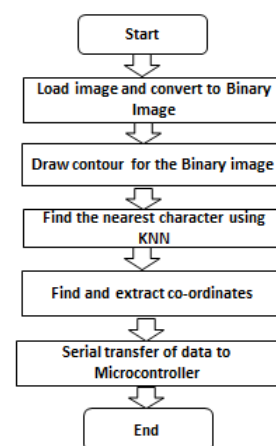 Start
Load image and convert to Binary
Image
Draw contour for the Binary image
Find the nearest character using
KNN
Find and extract co-ordinates
Serial transfer of data to
Microcontroller
End